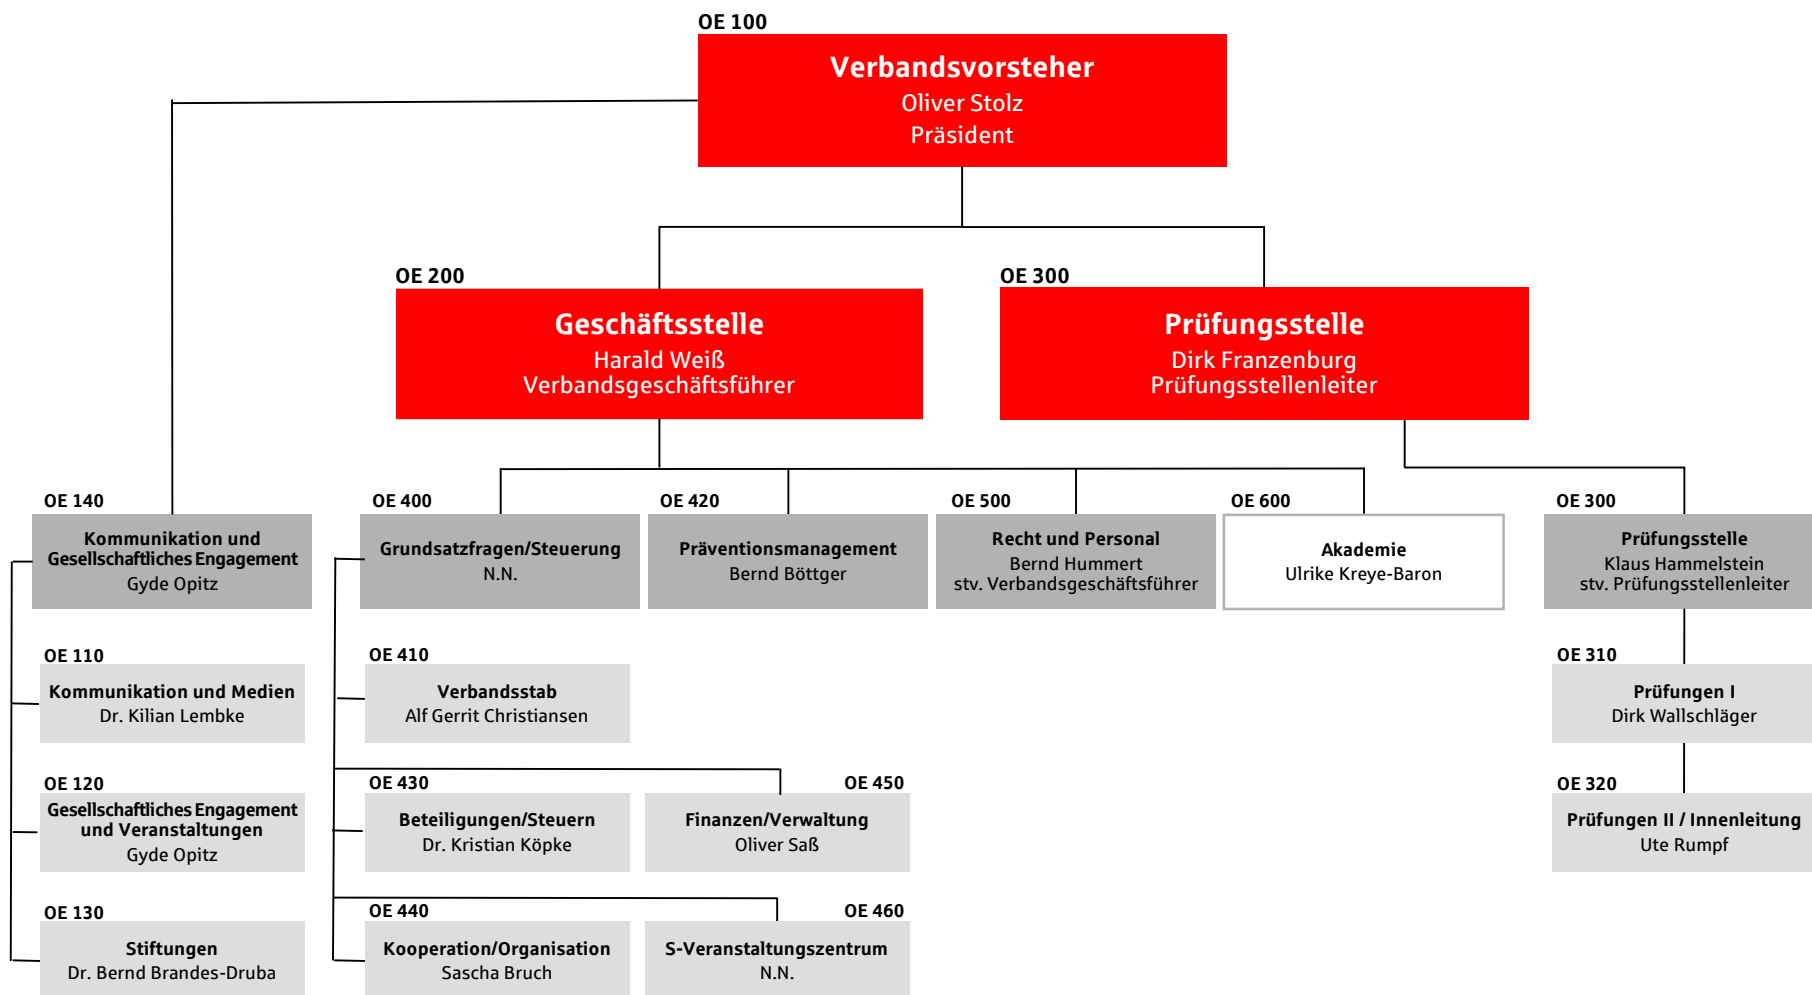 OE 100
Verbandsvorsteher
Oliver Stolz
Präsident
OE 200
Geschäftsstelle
Harald Weiß
Verbandsgeschäftsführer
OE 300
Prüfungsstelle
Dirk Franzenburg
Prüfungsstellenleiter
OE 140
Kommunikation und
Gesellschaftliches Engagement
Gyde Opitz
OE 400
Grundsatzfragen/Steuerung
N.N.
OE 420
Präventionsmanagement
Bernd Böttger
OE 500
Recht und Personal
Bernd Hummert
stv. Verbandsgeschäftsführer
OE 600
Akademie
Ulrike Kreye-Baron
OE 300
Prüfungsstelle
Klaus Hammelstein
stv. Prüfungsstellenleiter
OE 110
Kommunikation und Medien
Dr. Kilian Lembke
OE 410
Verbandsstab
Alf Gerrit Christiansen
OE 310
Prüfungen I
Dirk Wallschläger
OE 120
Gesellschaftliches Engagement
und Veranstaltungen
Gyde Opitz
OE 430
Beteiligungen/Steuern
Dr. Kristian Köpke
OE 450
Finanzen/Verwaltung
Oliver Saß
OE 320
Prüfungen II / Innenleitung
Ute Rumpf
OE 130
Stiftungen
Dr. Bernd Brandes-Druba
OE 440
Kooperation/Organisation
Sascha Bruch
OE 460
S-Veranstaltungszentrum
N.N.